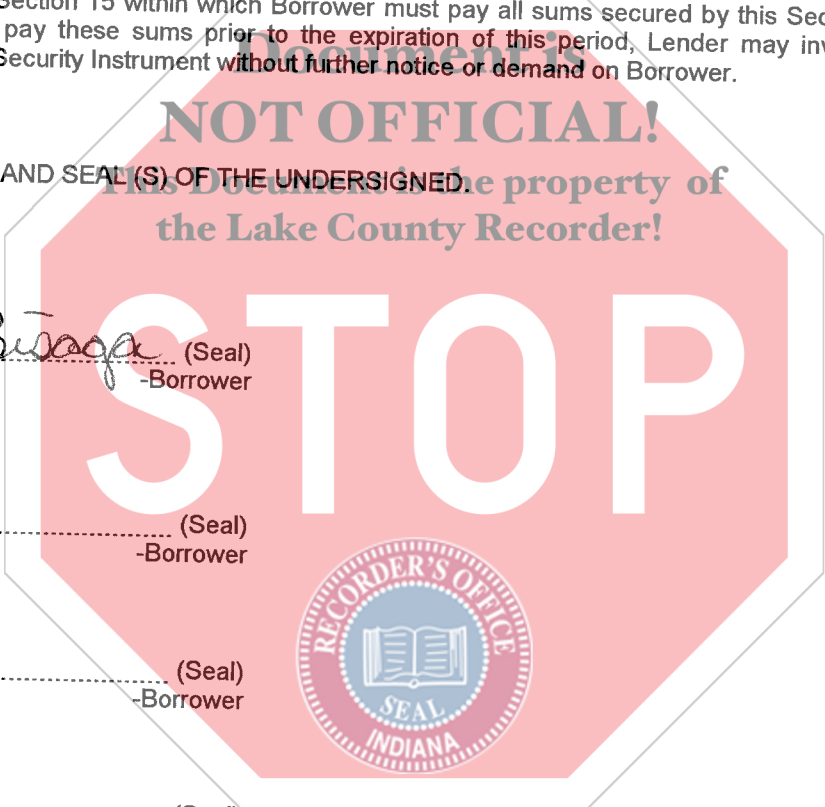 Section 15 within which Borrower must pay all sums secured by this Sec
pay these sums prior to the expiration of this period, Lender may inv
Security Instrument without further notice or demand on Borrower.
Document is
NOT OFFICIAL!
AND SEAL (S) OF THE UNDERSIGNED.
This Document is the property of
the Lake County Recorder!
STOP
(Seal)
-Borrower
(Seal)
-Borrower
RECORDER'S OFFICE
SEAL
INDIANA
(Seal)
-Borrower